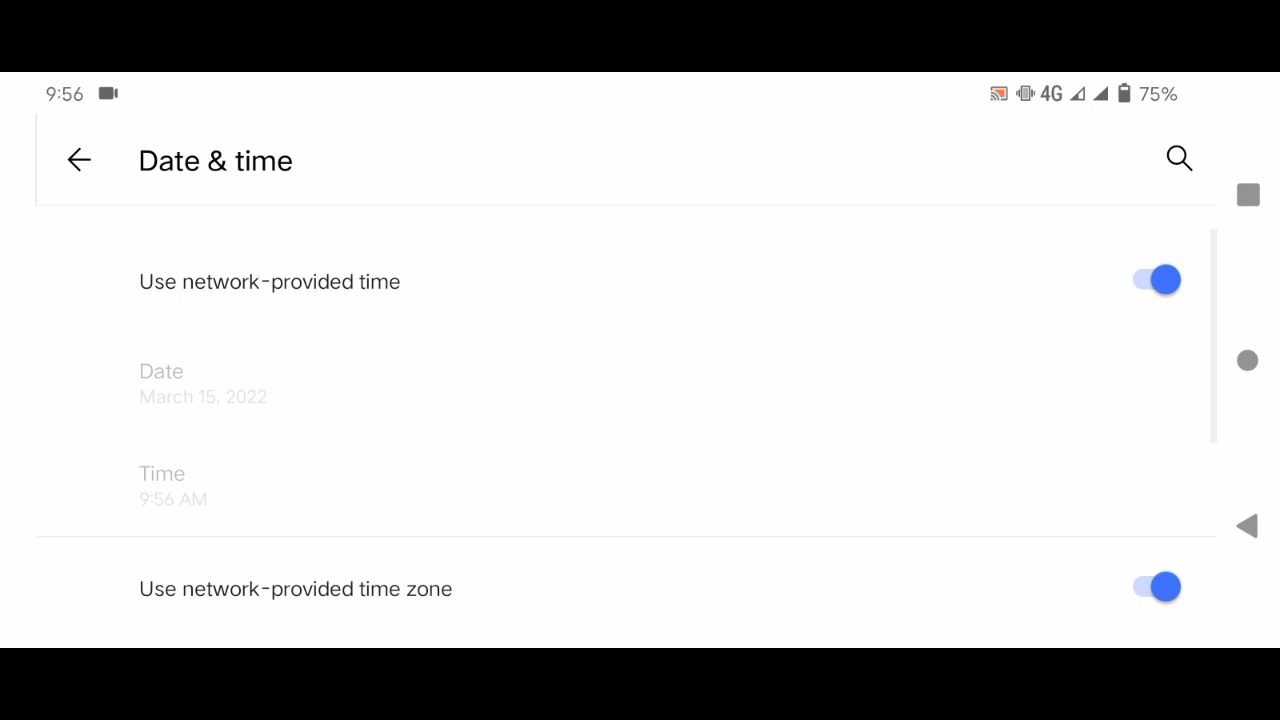 9:56 4G 75%
Date & time
Use network-provided time
Date
March 15, 2022
Time
9:56 AM
Use network-provided time zone